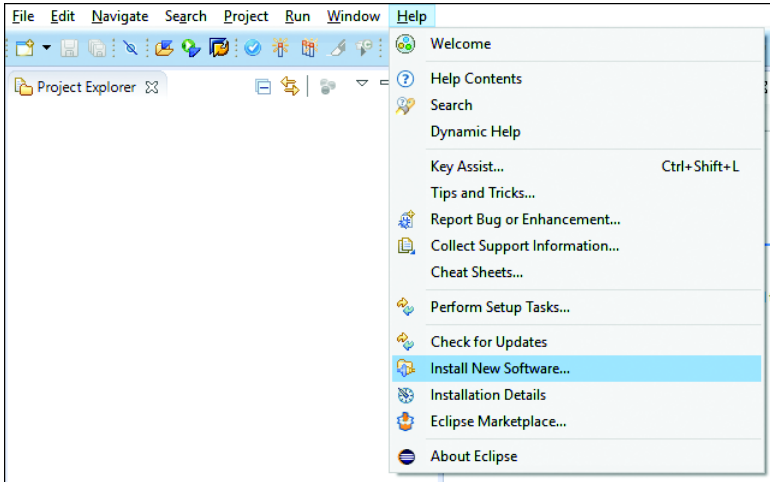 File Edit Navigate Search Project Run Window Help
Project Explorer
Welcome
Help Contents
Search
Dynamic Help
Key Assist... Ctrl+Shift+L
Tips and Tricks...
Report Bug or Enhancement...
Collect Support Information...
Cheat Sheets...
Perform Setup Tasks...
Check for Updates
Install New Software...
Installation Details
Eclipse Marketplace...
About Eclipse